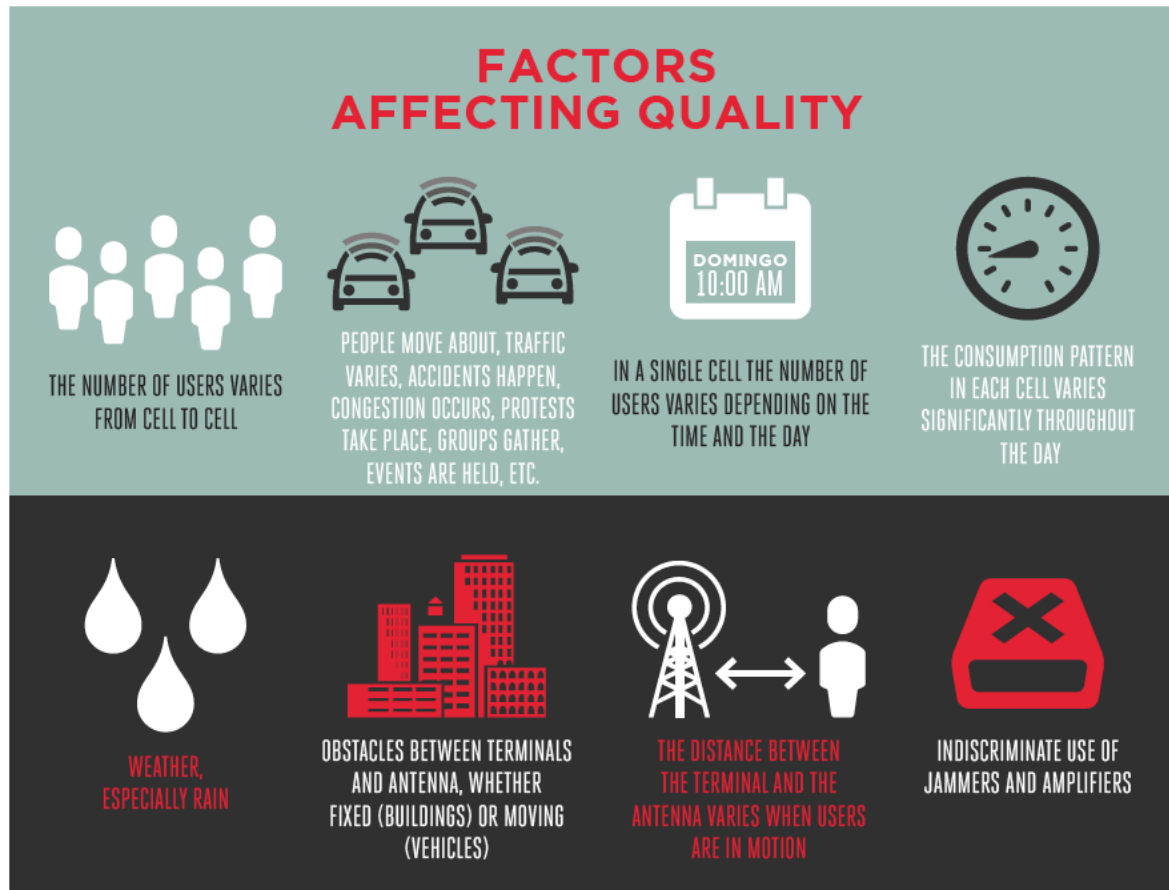 FACTORS
AFFECTING QUALITY
THE NUMBER OF USERS VARIES
FROM CELL TO CELL
PEOPLE MOVE ABOUT, TRAFFIC
VARIES, ACCIDENTS HAPPEN,
CONGESTION OCCURS, PROTESTS
TAKE PLACE, GROUPS GATHER,
EVENTS ARE HELD, ETC.
DOMINGO
10:00 AM
IN A SINGLE CELL THE NUMBER OF
USERS VARIES DEPENDING ON THE
TIME AND THE DAY
THE CONSUMPTION PATTERN
IN EACH CELL VARIES
SIGNIFICANTLY THROUGHOUT
THE DAY
WEATHER,
ESPECIALLY RAIN
OBSTACLES BETWEEN TERMINALS
AND ANTENNA, WHETHER
FIXED (BUILDINGS) OR MOVING
(VEHICLES)
THE DISTANCE BETWEEN
THE TERMINAL AND THE
ANTENNA VARIES WHEN USERS
ARE IN MOTION
INDISCRIMINATE USE OF
JAMMERS AND AMPLIFIERS